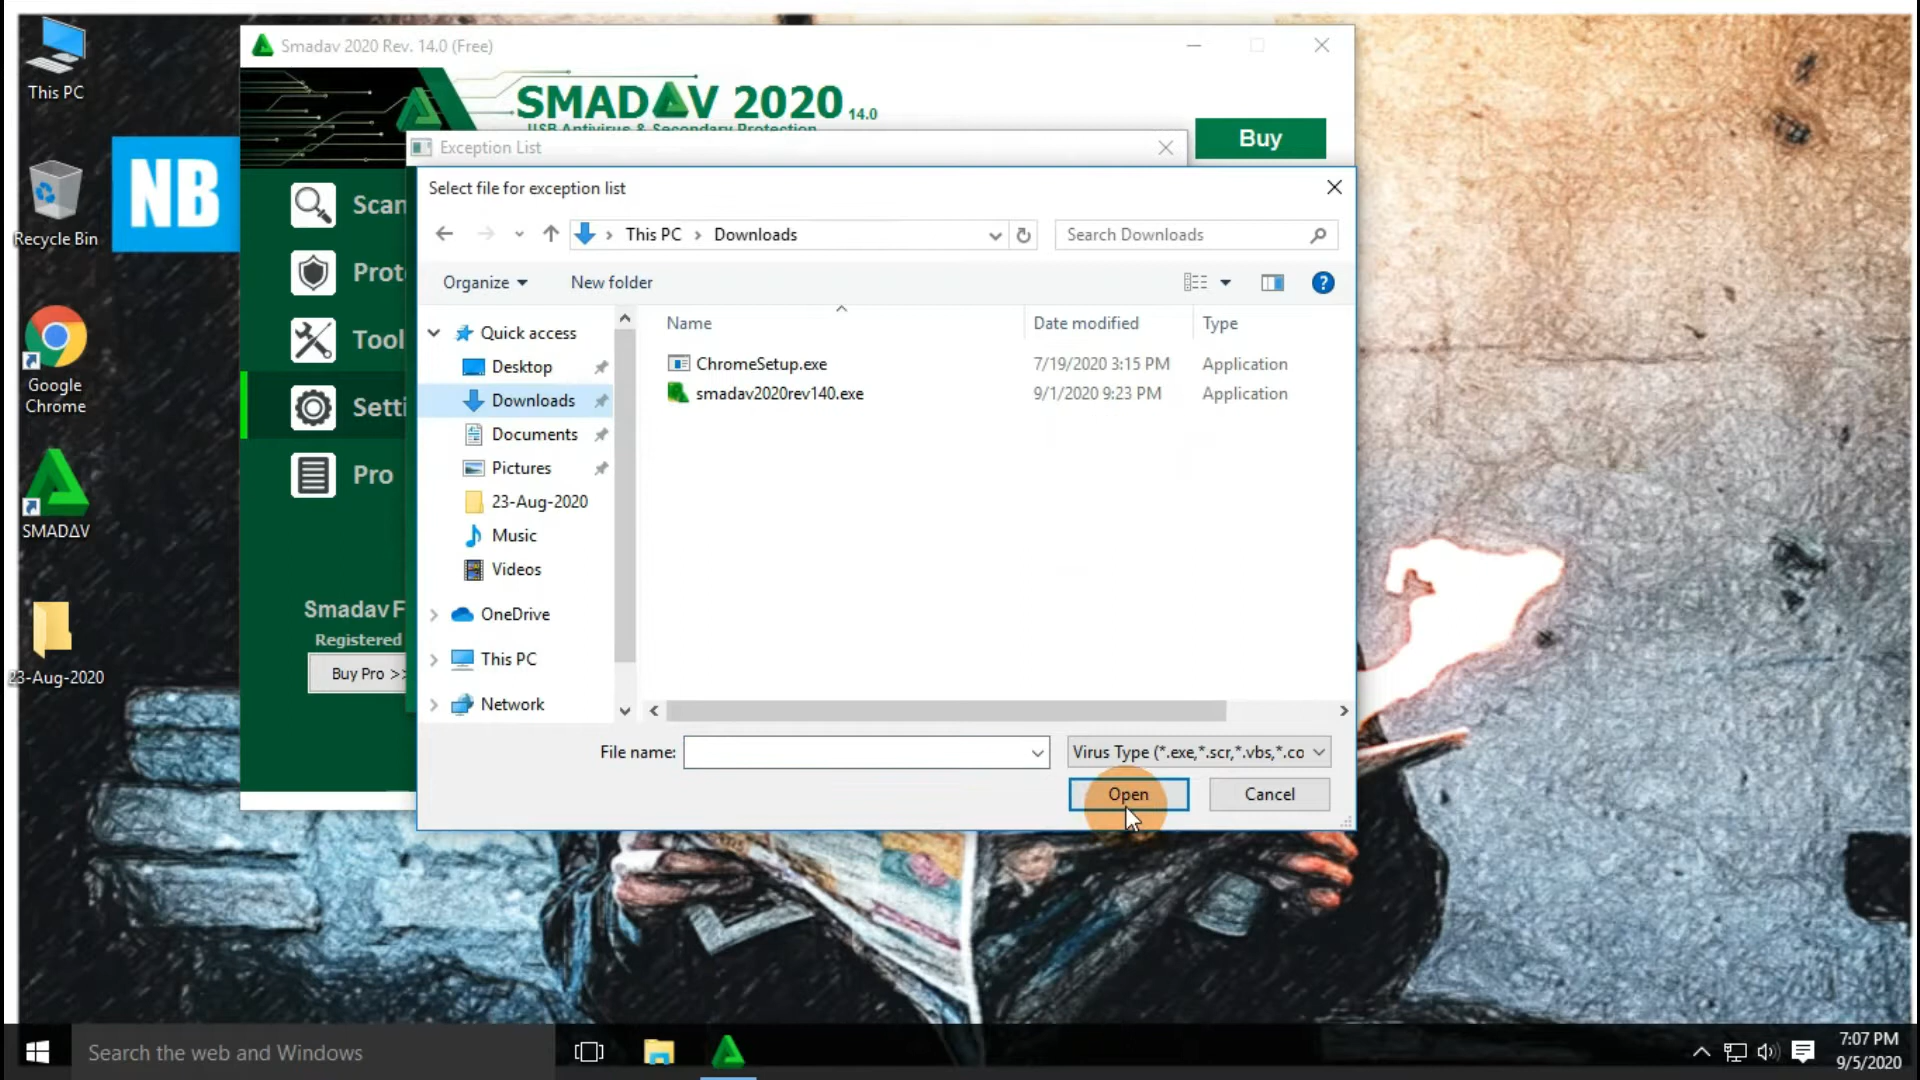 This PC
Recycle Bin
NB
Google
Chrome
SMADΔV
23-Aug-2020
Smadav 2020 Rev. 14.0 (Free)
SMADΔV 2020 14.0
USB Antivirus & Secondary Protection
Buy
Exception List
Scan
Prot
Tool
Setti
Pro
Smadav F
Registered
Buy Pro >>
Select file for exception list
This PC > Downloads
Search Downloads
Organize
New folder
Name
Date modified
Type
Quick access
Desktop
Downloads
Documents
Pictures
23-Aug-2020
Music
Videos
OneDrive
This PC
Network
ChromeSetup.exe 7/19/2020 3:15 PM Application
smadav2020rev140.exe 9/1/2020 9:23 PM Application
File name:
Virus Type (*.exe,*.scr,*.vbs,*.co
Open
Cancel
Search the web and Windows
7:07 PM
9/5/2020